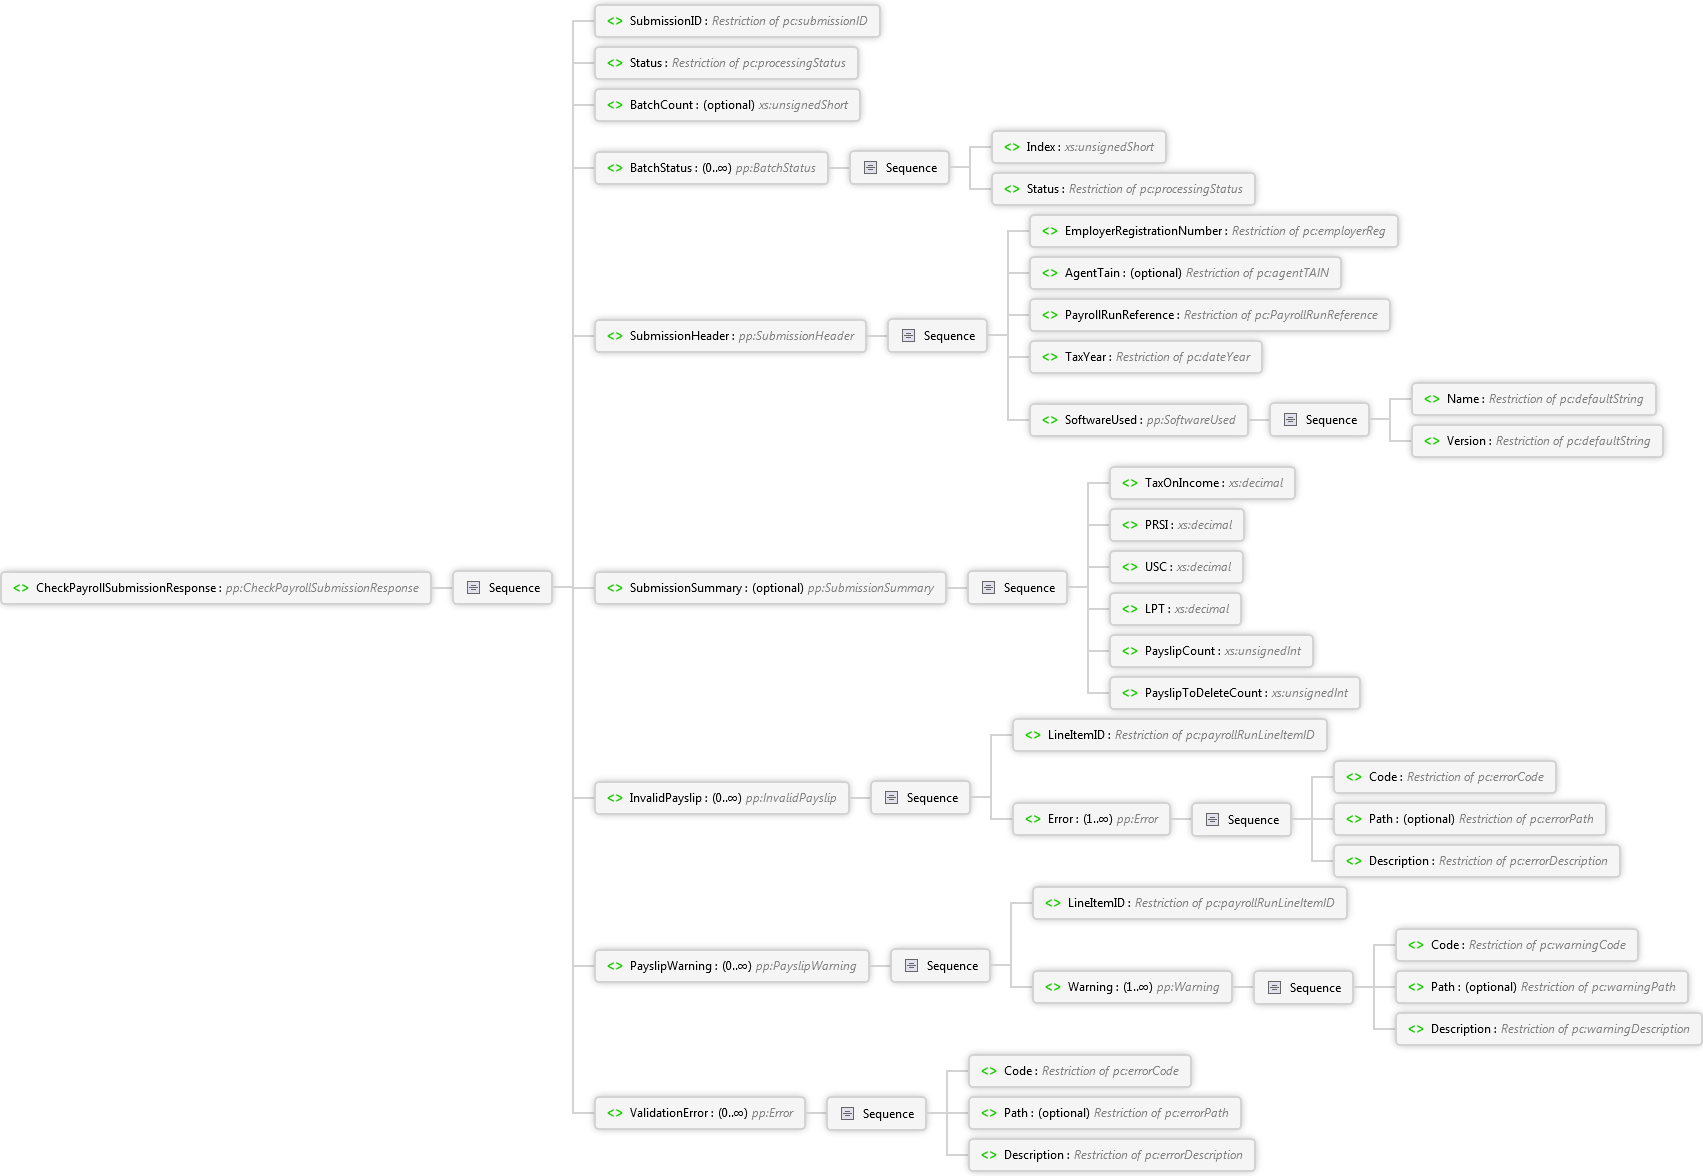 <> SubmissionID : Restriction of pc:submissionID
<> Status : Restriction of pc:processingStatus
<> BatchCount : (optional) xs:unsignedShort
<> BatchStatus : (0..∞) pp:BatchStatus
Sequence
<> Index : xs:unsignedShort
<> Status : Restriction of pc:processingStatus
<> EmployerRegistrationNumber : Restriction of pc:employerReg
<> AgentTain : (optional) Restriction of pc:agentTAIN
<> PayrollRunReference : Restriction of pc:PayrollRunReference
<> SubmissionHeader : pp:SubmissionHeader
Sequence
<> TaxYear : Restriction of pc:dateYear
<> SoftwareUsed : pp:SoftwareUsed
Sequence
<> Name : Restriction of pc:defaultString
<> Version : Restriction of pc:defaultString
<> TaxOnIncome : xs:decimal
<> PRSI : xs:decimal
<> USC : xs:decimal
<> CheckPayrollSubmissionResponse : pp:CheckPayrollSubmissionResponse
Sequence
<> SubmissionSummary : (optional) pp:SubmissionSummary
Sequence
<> LPT : xs:decimal
<> PayslipCount : xs:unsignedInt
<> PayslipToDeleteCount : xs:unsignedInt
<> LineItemID : Restriction of pc:payrollRunLineItemID
<> InvalidPayslip : (0..∞) pp:InvalidPayslip
Sequence
<> Error : (1..∞) pp:Error
Sequence
<> Code : Restriction of pc:errorCode
<> Path : (optional) Restriction of pc:errorPath
<> Description : Restriction of pc:errorDescription
<> LineItemID : Restriction of pc:payrollRunLineItemID
<> PayslipWarning : (0..∞) pp:PayslipWarning
Sequence
<> Warning : (1..∞) pp:Warning
Sequence
<> Code : Restriction of pc:warningCode
<> Path : (optional) Restriction of pc:warningPath
<> Description : Restriction of pc:warningDescription
<> ValidationError : (0..∞) pp:Error
Sequence
<> Code : Restriction of pc:errorCode
<> Path : (optional) Restriction of pc:errorPath
<> Description : Restriction of pc:errorDescription